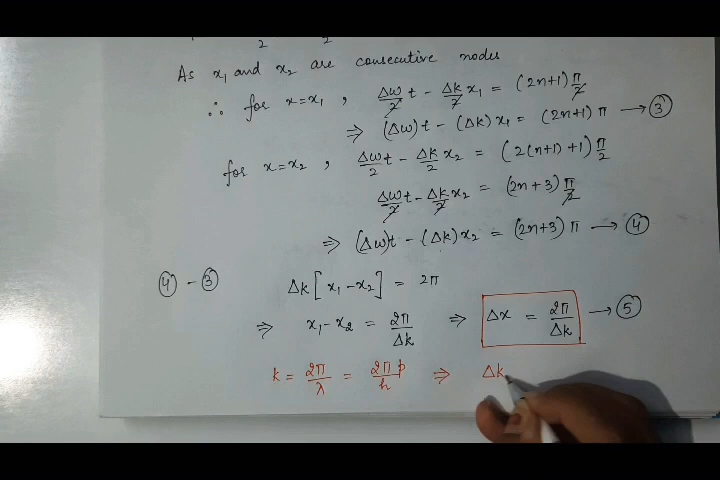 2 2
As x₁ and x₂ are consecutive nodes
∴ for x=x₁ , Δω/2 t - Δk/2 x₁ = (2n+1) π/2
⇒ (Δω)t - (Δk)x₁ = (2n+1) π → ③
for x=x₂ , Δω/2 t - Δk/2 x₂ = (2(n+1)+1) π/2
Δω/2 t - Δk/2 x₂ = (2n+3) π/2
⇒ (Δω)t - (Δk)x₂ = (2n+3) π → ④
④ - ③ Δk[x₁-x₂] = 2π
⇒ x₁-x₂ = 2π/Δk ⇒ Δx = 2π/Δk → ⑤
k = 2π/λ = 2π/h p ⇒ Δk